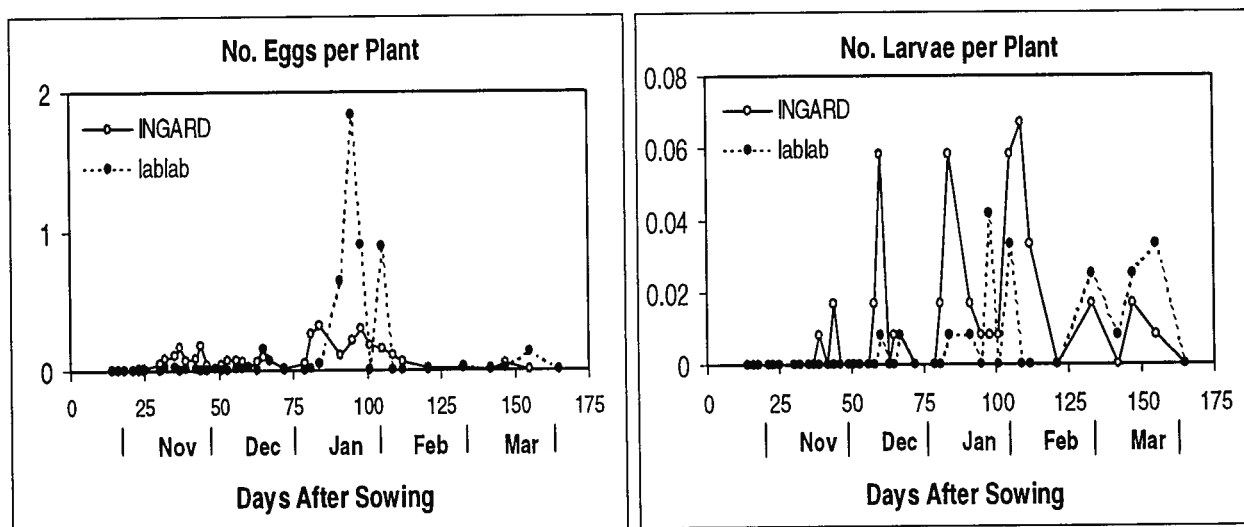 No. Eggs per Plant
2
1
0
INGARD
lablab
0 25 50 75 100 125 150 175
| Nov | Dec | Jan | Feb | Mar |
Days After Sowing
No. Larvae per Plant
0.08
0.06
0.04
0.02
0
INGARD
lablab
0 25 50 75 100 125 150 175
| Nov | Dec | Jan | Feb | Mar |
Days After Sowing